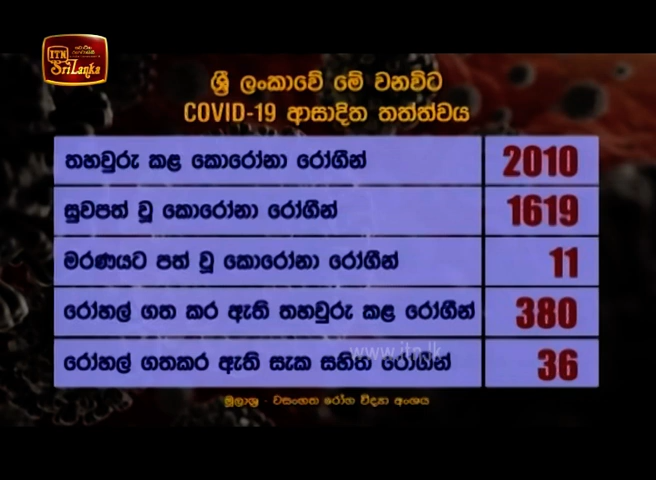 ITN
SriLanka
ශ්‍රී ලංකාවේ මේ වනවිට
COVID-19 ආසාදිත තත්ත්වය
තහවුරු කළ කොරෝනා රෝගීන් 2010
සුවපත් වූ කොරෝනා රෝගීන් 1619
මරණයට පත් වූ කොරෝනා රෝගීන් 11
රෝහල් ගත කර ඇති තහවුරු කළ රෝගීන් 380
රෝහල් ගතකර ඇති සැක සහිත රෝගීන් 36
www.itn.lk
මූලාශ්‍ර - වසංගත රෝග විද්‍යා අංශය